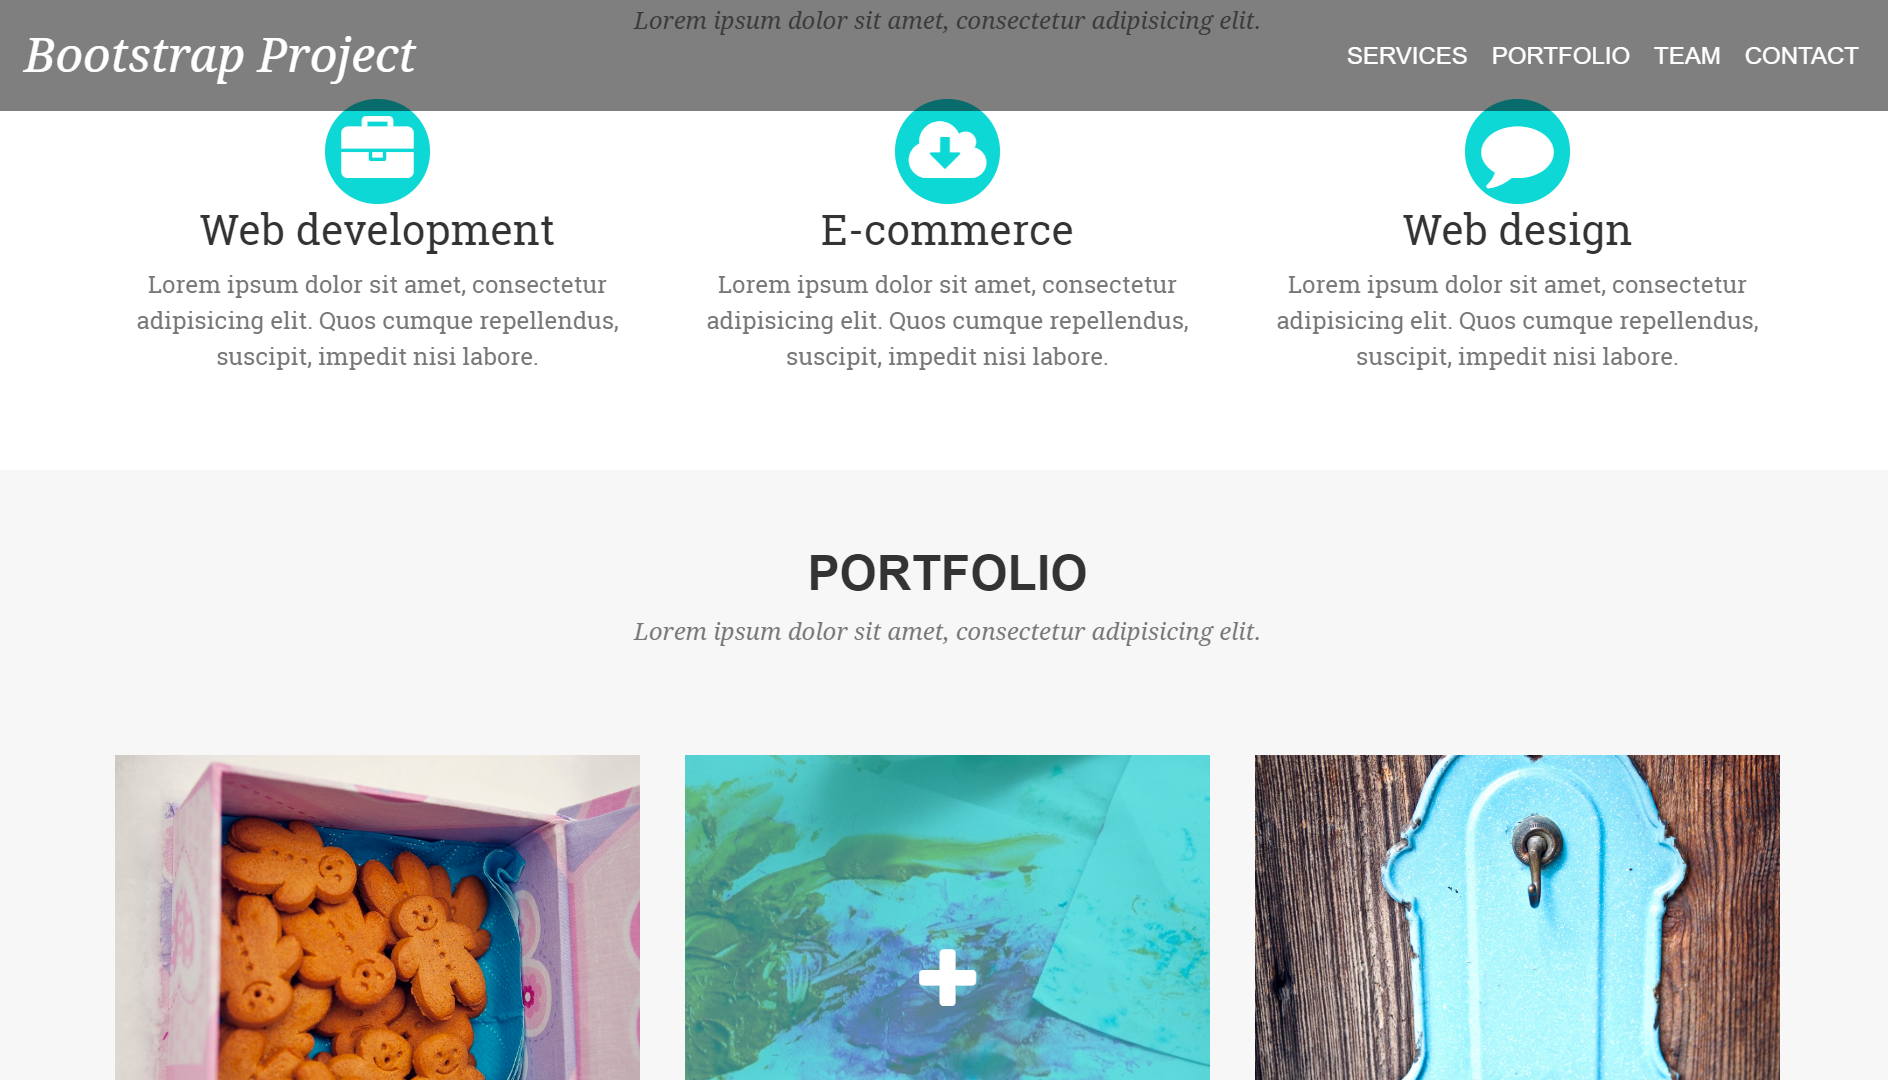 Lorem ipsum dolor sit amet, consectetur adipisicing elit.
Bootstrap Project
SERVICES PORTFOLIO TEAM CONTACT
Web development
Lorem ipsum dolor sit amet, consectetur
adipisicing elit. Quos cumque repellendus,
suscipit, impedit nisi labore.
E-commerce
Lorem ipsum dolor sit amet, consectetur
adipisicing elit. Quos cumque repellendus,
suscipit, impedit nisi labore.
Web design
Lorem ipsum dolor sit amet, consectetur
adipisicing elit. Quos cumque repellendus,
suscipit, impedit nisi labore.
PORTFOLIO
Lorem ipsum dolor sit amet, consectetur adipisicing elit.